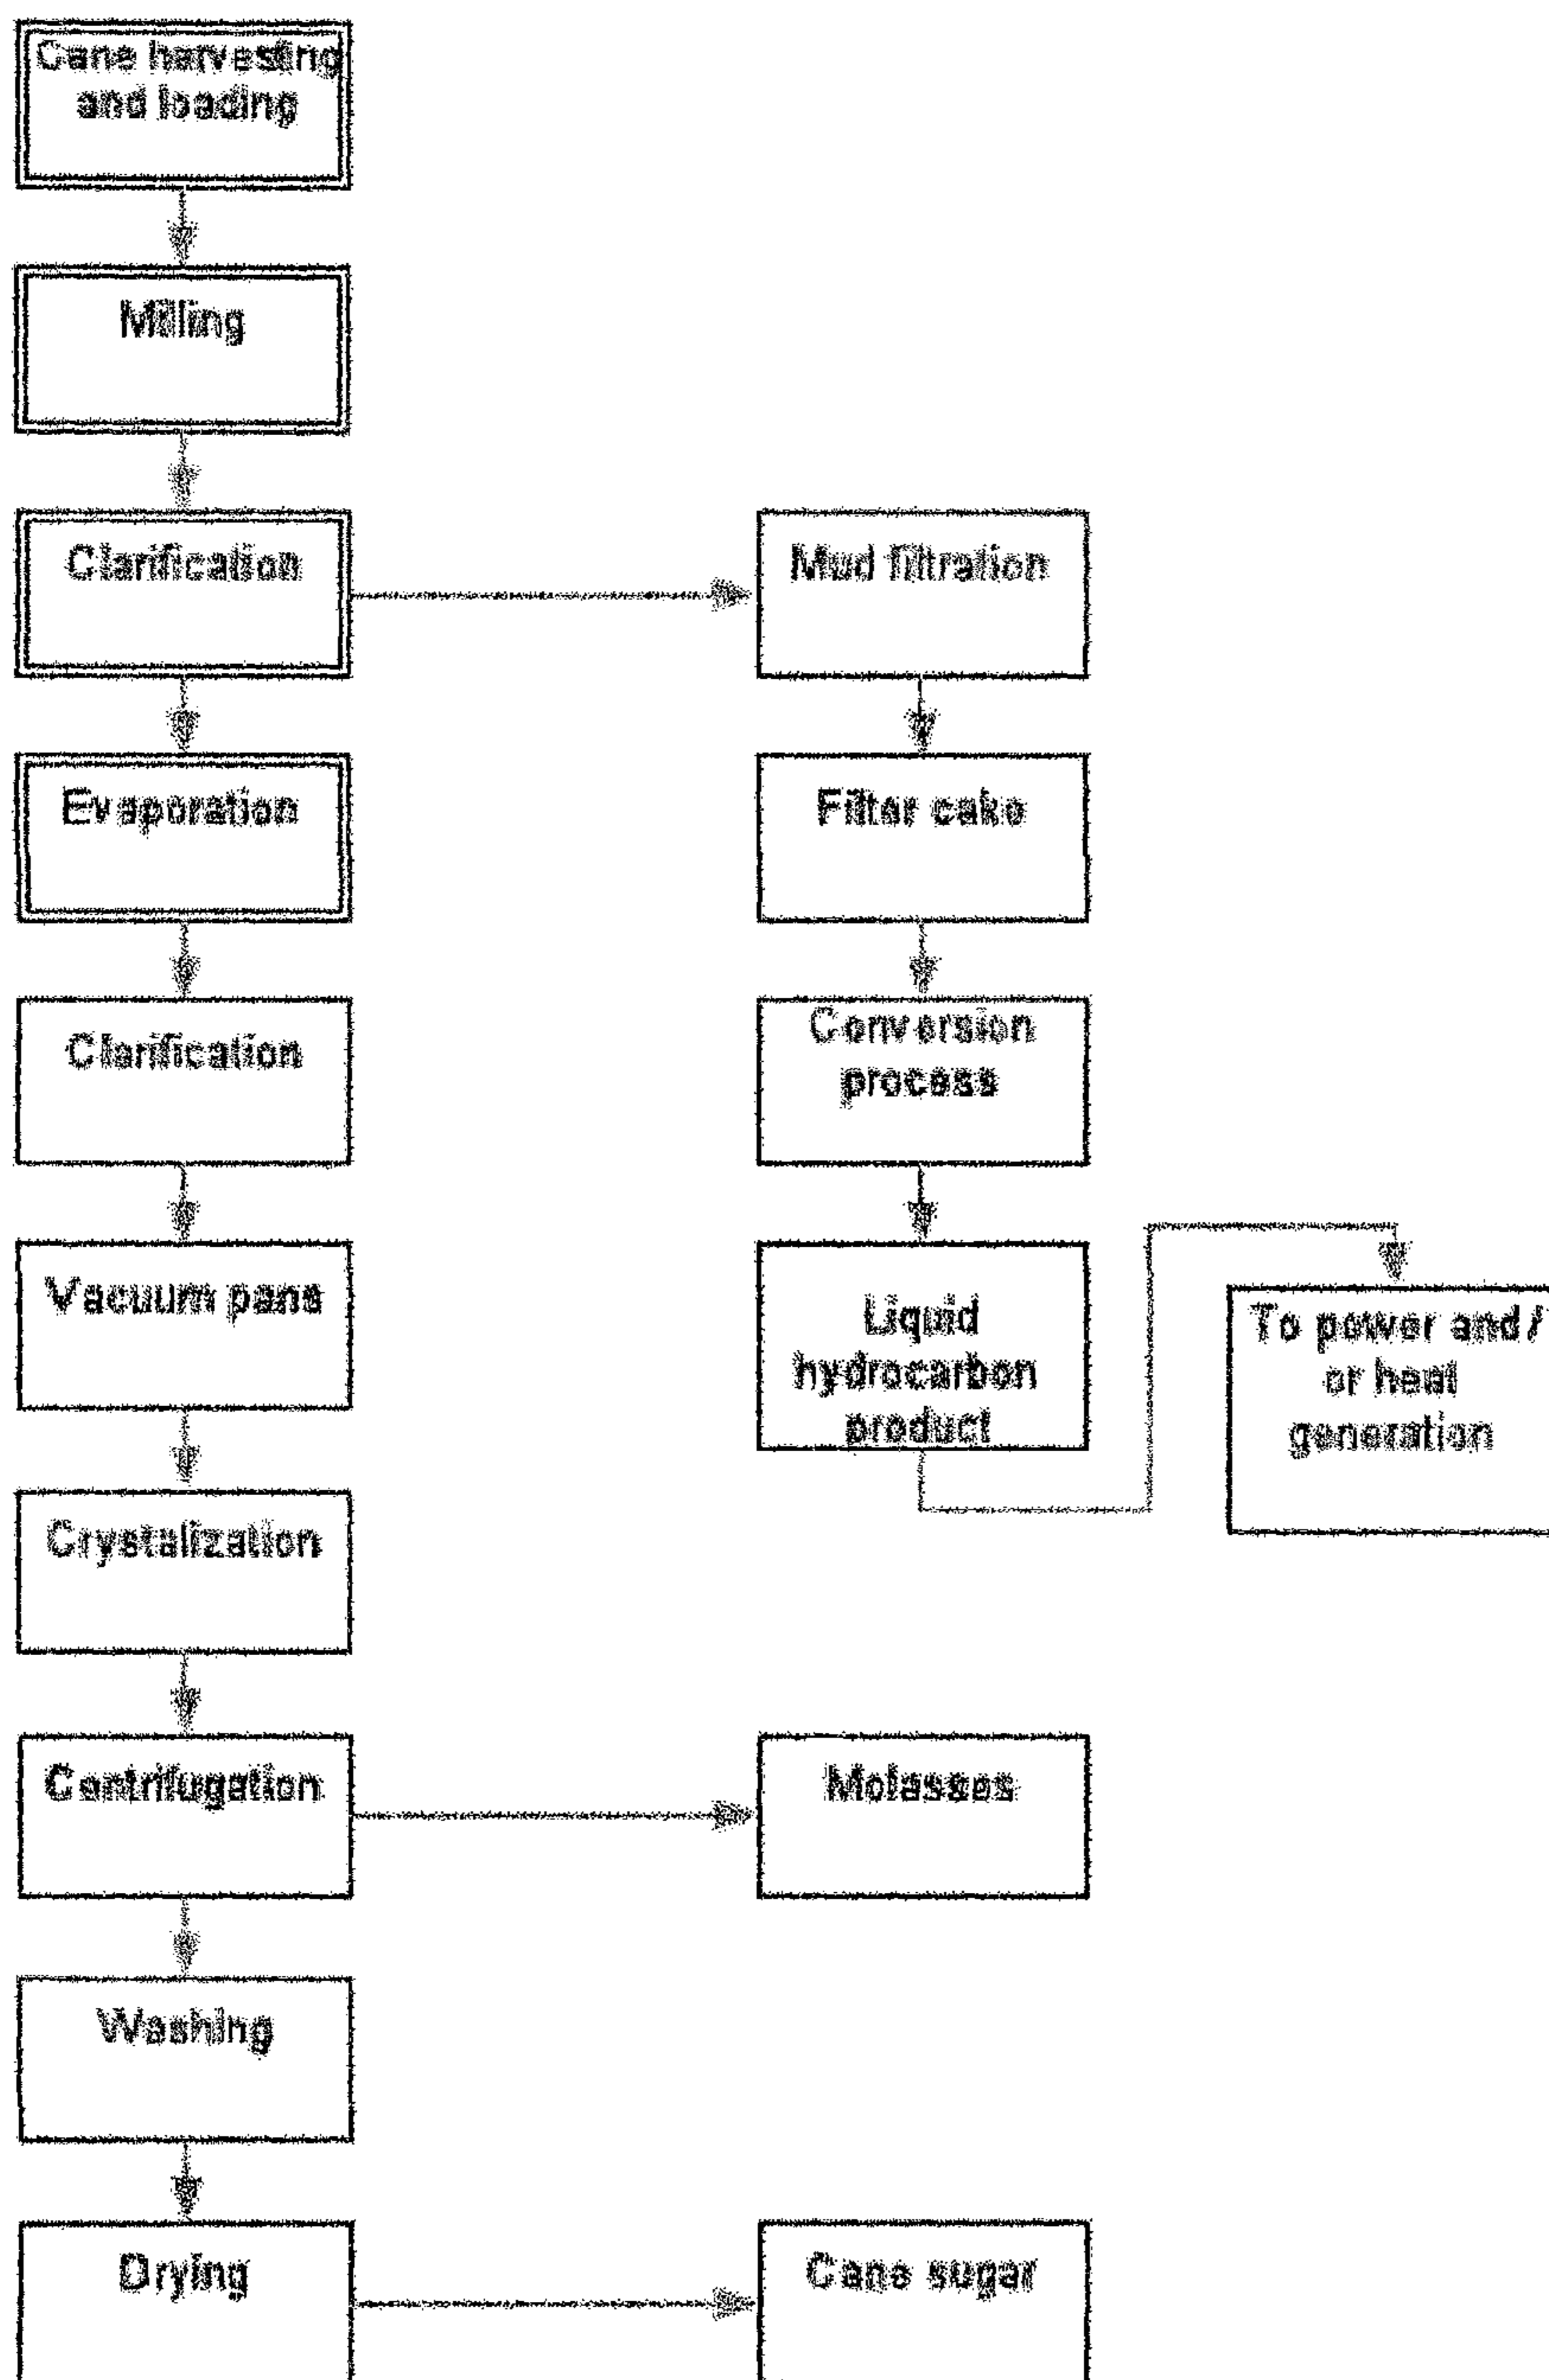 Cane harvesting
and loading
Milling
Clarification
Mud filtration
Evaporation
Filter cake
Clarification
Conversion
process
Vacuum pans
Liquid
hydrocarbon
product
To power and/
or heat
generation
Crystalization
Centrifugation
Molasses
Washing
Drying
Cane sugar